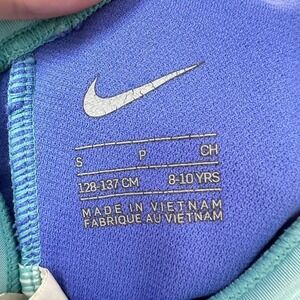 S P CH
128-137 CM 8-10 YRS
MADE IN VIETNAM
FABRIQUE AU VIETNAM